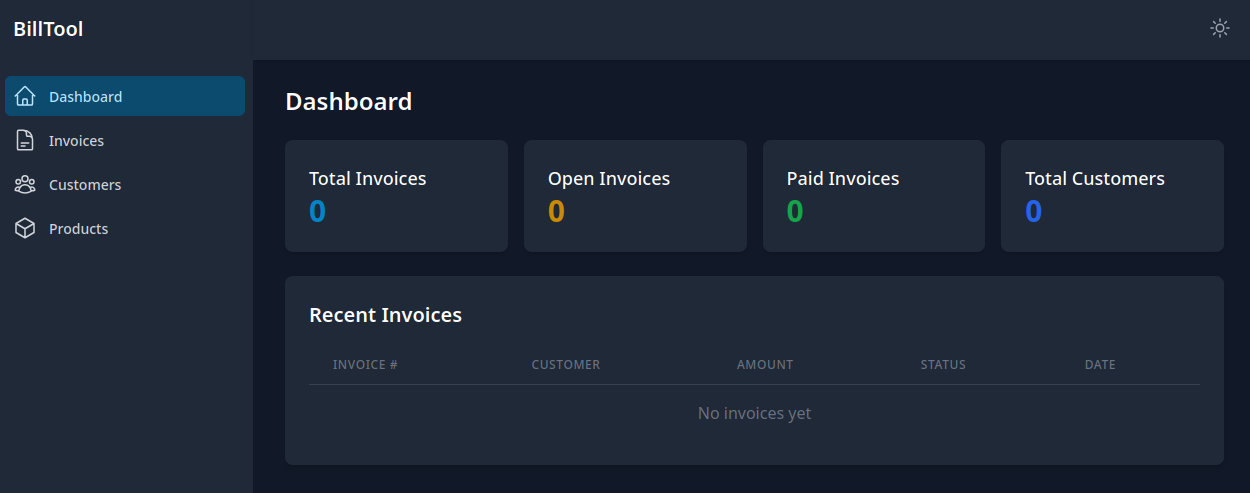 BillTool
Dashboard
Invoices
Customers
Products
Dashboard
Total Invoices
0
Open Invoices
0
Paid Invoices
0
Total Customers
0
Recent Invoices
INVOICE # CUSTOMER AMOUNT STATUS DATE
No invoices yet